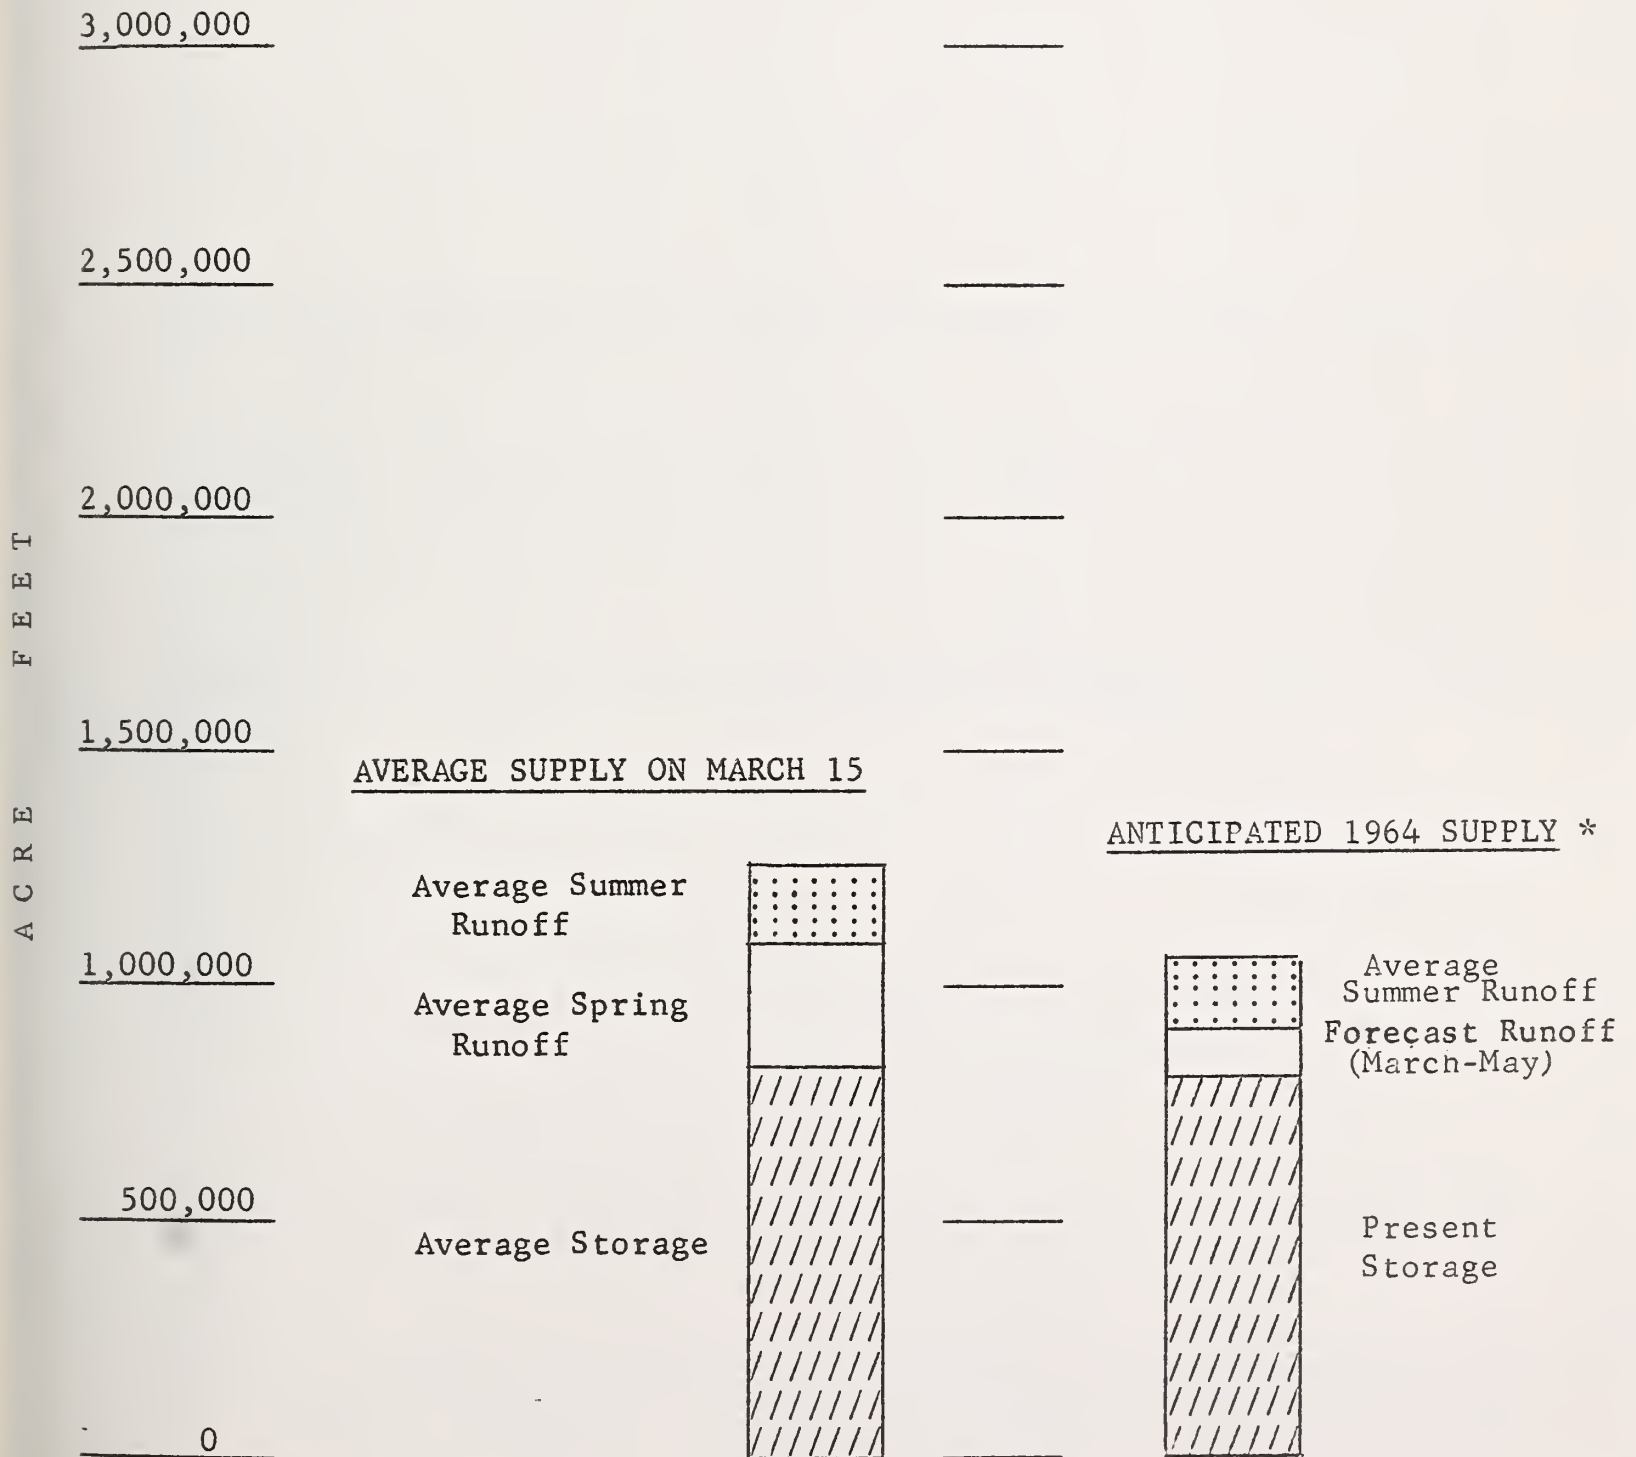 3,000,000
2,500,000
2,000,000
1,500,000
1,000,000
500,000
0
ACRE FEET
AVERAGE SUPPLY ON MARCH 15
Average Summer
Runoff
Average Spring
Runoff
Average Storage
ANTICIPATED 1964 SUPPLY *
Average
Summer Runoff
Forecast Runoff
(March-May)
Present
Storage